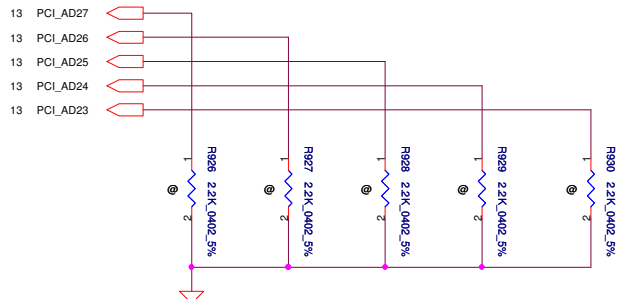 13 PCI_AD27
13 PCI_AD26
13 PCI_AD25
13 PCI_AD24
13 PCI_AD23
1 R926
@ 2.2K_0402_5%
2
1 R927
@ 2.2K_0402_5%
2
1 R928
@ 2.2K_0402_5%
2
1 R929
@ 2.2K_0402_5%
2
1 R930
@ 2.2K_0402_5%
2